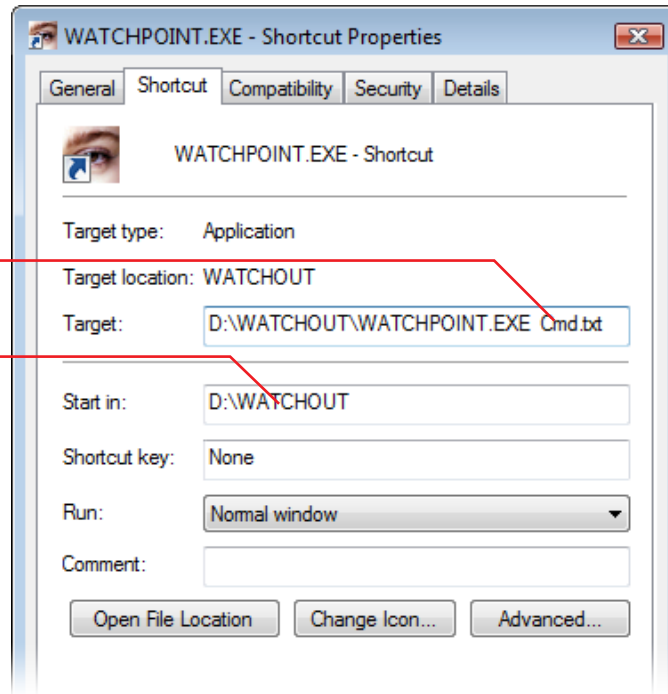 WATCHPOINT.EXE - Shortcut Properties
General Shortcut Compatibility Security Details
WATCHPOINT.EXE - Shortcut
Target type: Application
Target location: WATCHOUT
Target: D:\WATCHOUT\WATCHPOINT.EXE Cmd.txt
Start in: D:\WATCHOUT
Shortcut key: None
Run: Normal window
Comment:
Open File Location Change Icon... Advanced...